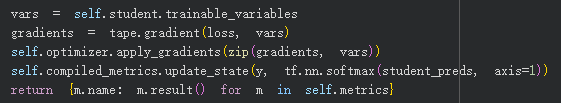 vars = self.student.trainable_variables
gradients = tape.gradient(loss, vars)
self.optimizer.apply_gradients(zip(gradients, vars))
self.compiled_metrics.update_state(y, tf.nn.softmax(student_preds, axis=1))
return {m.name: m.result() for m in self.metrics}